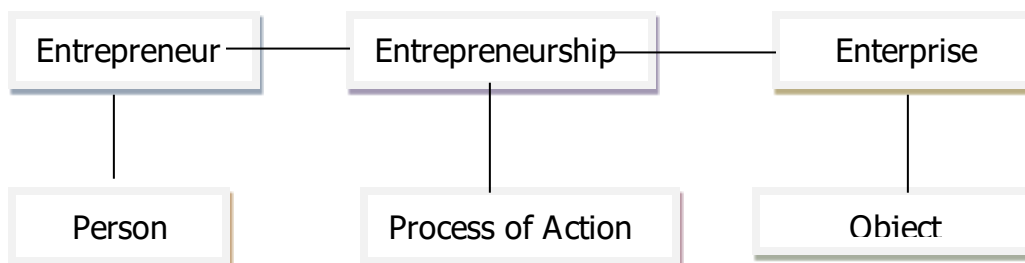 Entrepreneur Entrepreneurship Enterprise
Person Process of Action Object